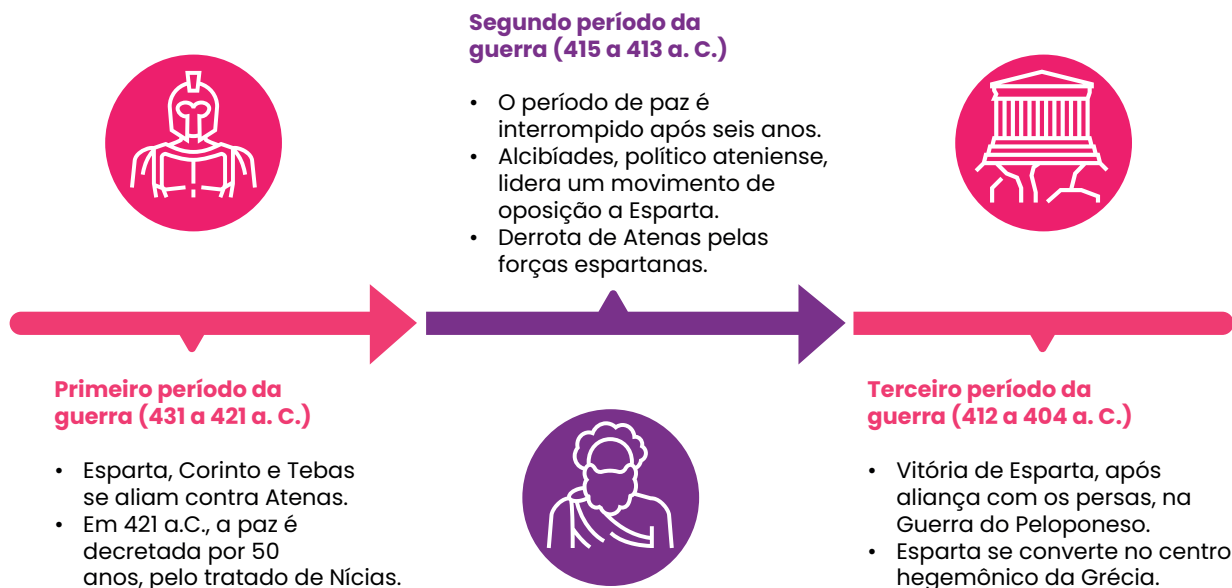 Segundo período da
guerra (415 a 413 a. C.)
• O período de paz é
interrompido após seis anos.
• Alcibíades, político ateniense,
lidera um movimento de
oposição a Esparta.
• Derrota de Atenas pelas
forças espartanas.
Primeiro período da
guerra (431 a 421 a. C.)
• Esparta, Corinto e Tebas
se aliam contra Atenas.
• Em 421 a.C., a paz é
decretada por 50
anos, pelo tratado de Nícias.
Terceiro período da
guerra (412 a 404 a. C.)
• Vitória de Esparta, após
aliança com os persas, na
Guerra do Peloponeso.
• Esparta se converte no centro
hegemônico da Grécia.